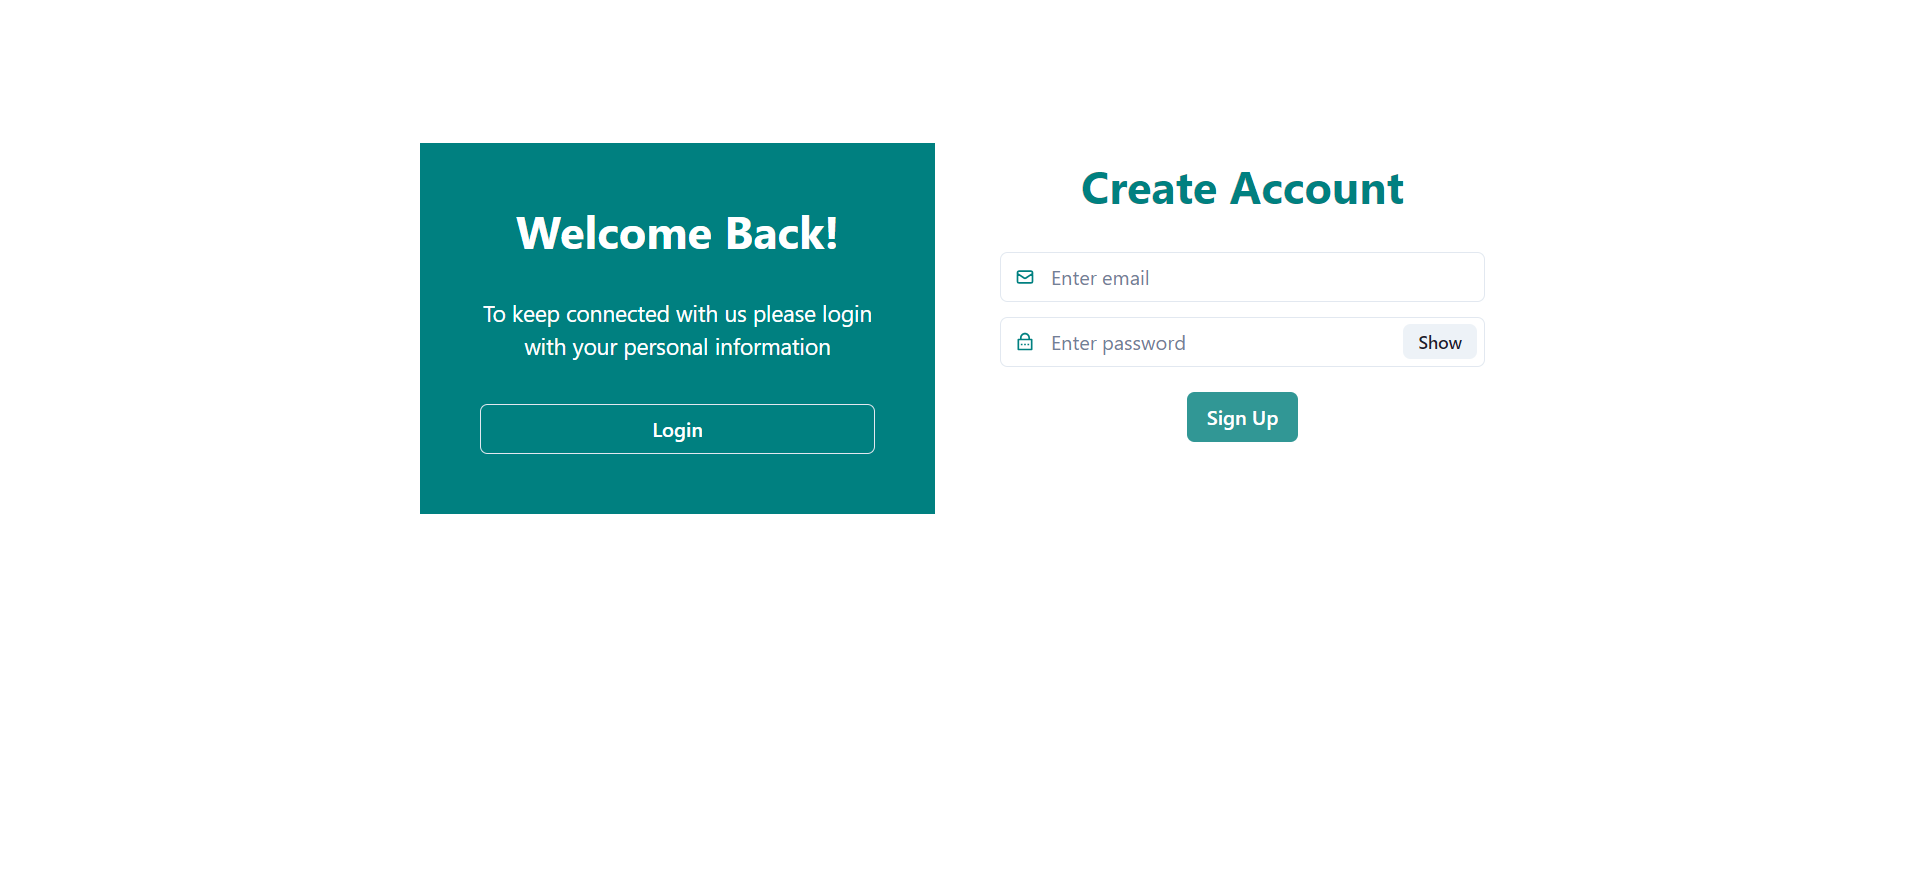 Welcome Back!
To keep connected with us please login
with your personal information
Login
Create Account
Enter email
Enter password
Show
Sign Up